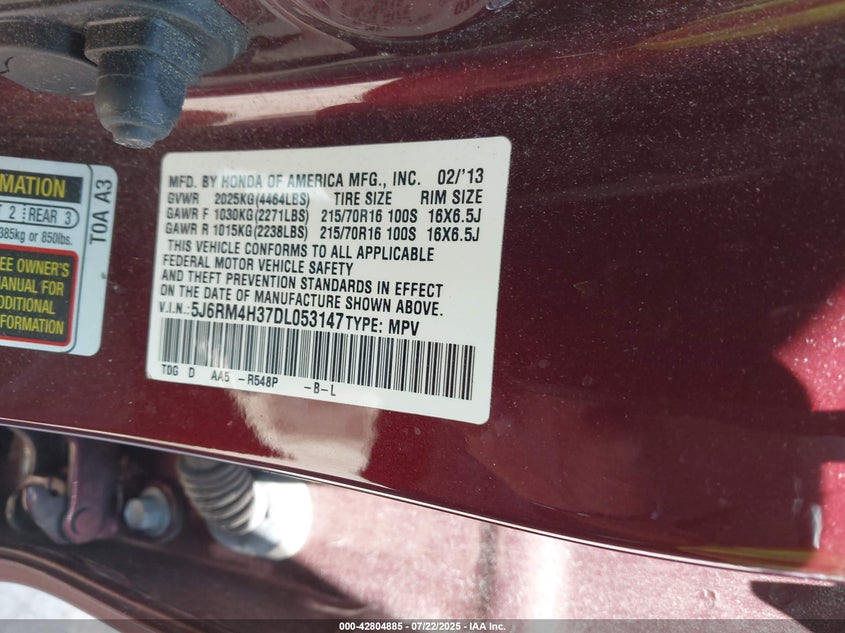 MATION
T 2 REAR 3
385kg or 850lbs.
EE OWNER'S
ANUAL FOR
DDITIONAL
FORMATION
T0A A3
MFD. BY HONDA OF AMERICA MFG., INC. 02/'13
GVWR 2025KG(4464LBS) TIRE SIZE RIM SIZE
GAWR F 1030KG(2271LBS) 215/70R16 100S 16X6.5J
GAWR R 1015KG(2238LBS) 215/70R16 100S 16X6.5J
THIS VEHICLE CONFORMS TO ALL APPLICABLE
FEDERAL MOTOR VEHICLE SAFETY
AND THEFT PREVENTION STANDARDS IN EFFECT
ON THE DATE OF MANUFACTURE SHOWN ABOVE.
V.I.N.:5J6RM4H37DL053147 TYPE: MPV
TDG D AA5 -R548P -B-L
000-42804885 - 07/22/2025 - IAA Inc.